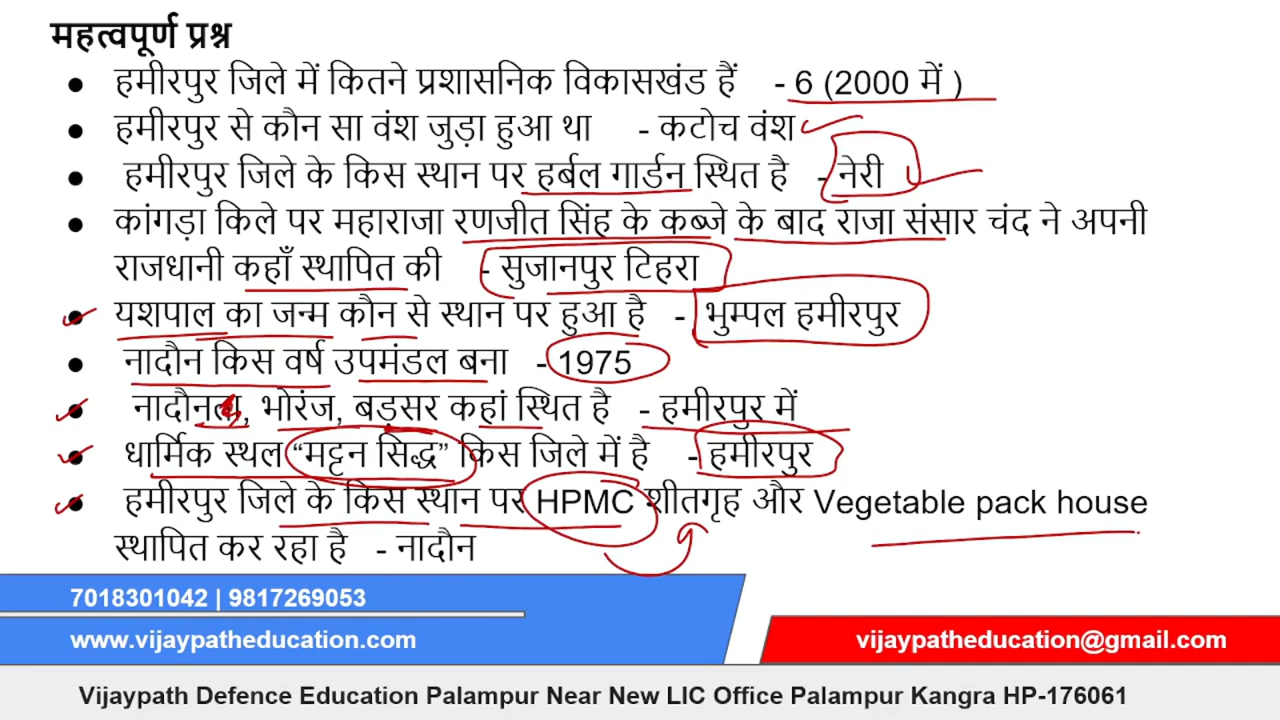 महत्वपूर्ण प्रश्न
● हमीरपुर जिले में कितने प्रशासनिक विकासखंड हैं - 6 (2000 में )
● हमीरपुर से कौन सा वंश जुड़ा हुआ था - कटोच वंश
● हमीरपुर जिले के किस स्थान पर हर्बल गार्डन स्थित है - नेरी
● कांगड़ा किले पर महाराजा रणजीत सिंह के कब्जे के बाद राजा संसार चंद ने अपनी
राजधानी कहाँ स्थापित की - सुजानपुर टिहरा
● यशपाल का जन्म कौन से स्थान पर हुआ है - भुम्पल हमीरपुर
● नादौन किस वर्ष उपमंडल बना - 1975
● भोरंज, बड़सर कहां स्थित है - हमीरपुर में
● धार्मिक स्थल “मट्टन सिद्ध” किस जिले में है - हमीरपुर
● हमीरपुर जिले के किस स्थान पर HPMC शीतगृह और Vegetable pack house
स्थापित कर रहा है - नादौन
7018301042 | 9817269053
www.vijaypatheducation.com
vijaypatheducation@gmail.com
Vijaypath Defence Education Palampur Near New LIC Office Palampur Kangra HP-176061